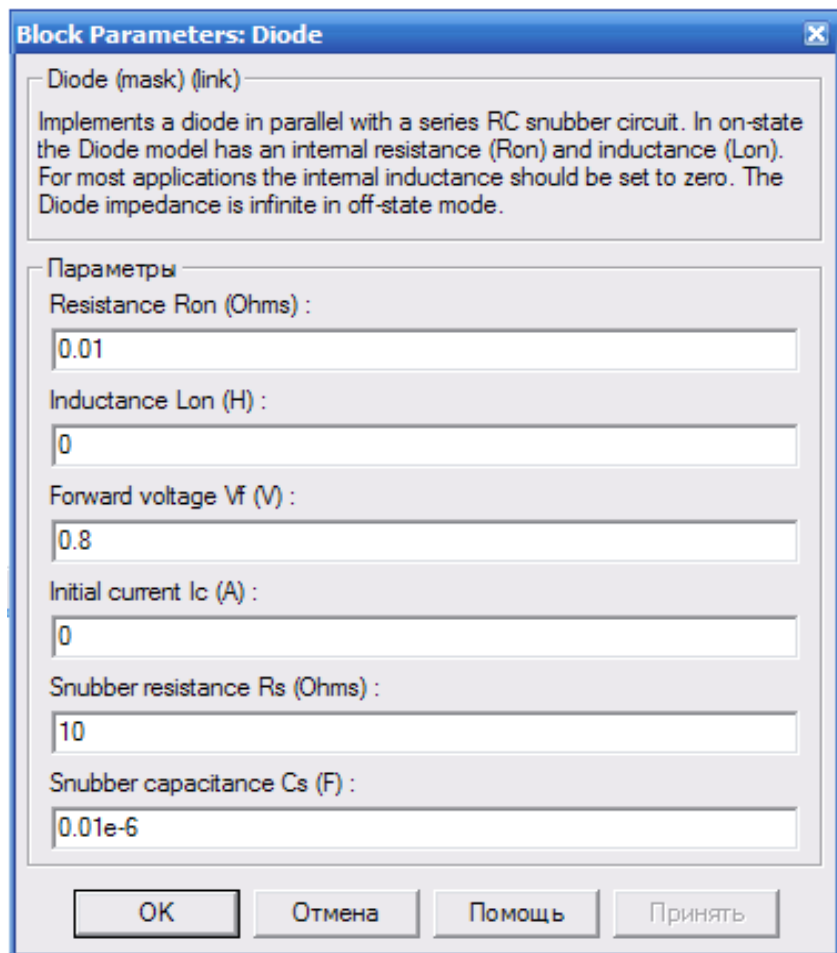 Block Parameters: Diode
Diode (mask) (link)
Implements a diode in parallel with a series RC snubber circuit. In on-state
the Diode model has an internal resistance (Ron) and inductance (Lon).
For most applications the internal inductance should be set to zero. The
Diode impedance is infinite in off-state mode.
Параметры
Resistance Ron (Ohms) :
0.01
Inductance Lon (H) :
0
Forward voltage Vf (V) :
0.8
Initial current Ic (A) :
0
Snubber resistance Rs (Ohms) :
10
Snubber capacitance Cs (F) :
0.01e-6
OK Отмена Помощь Принять